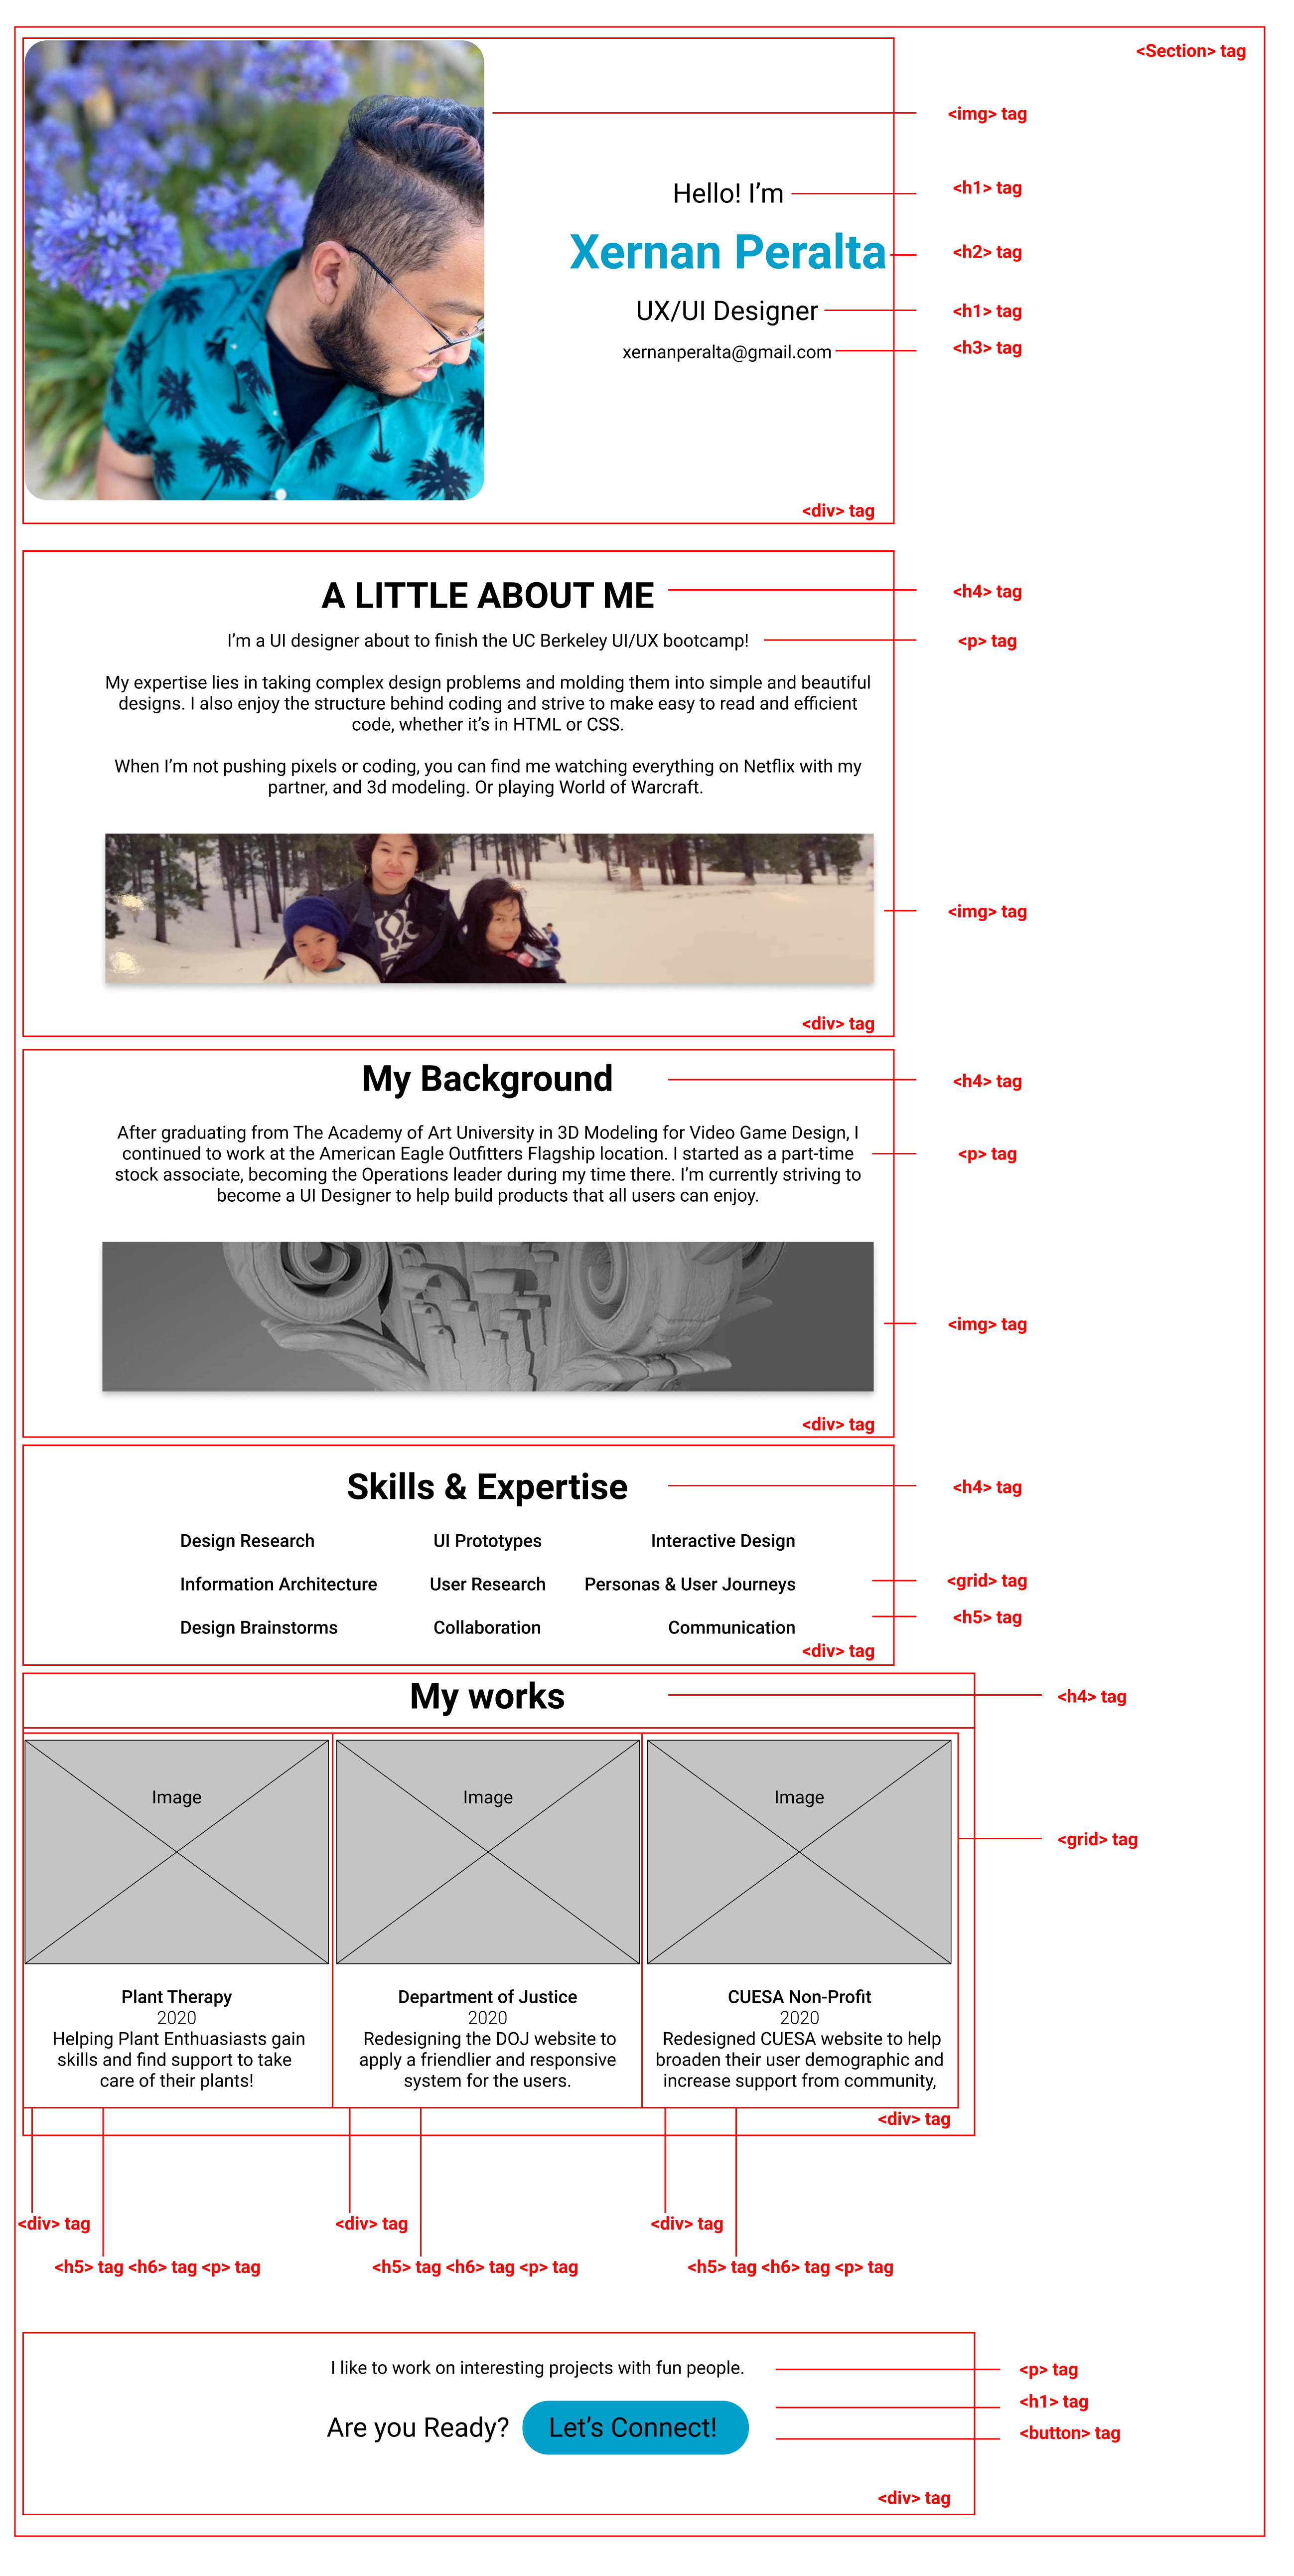 <Section> tag
<img> tag
Hello! I’m
<h1> tag
Xernan Peralta
<h2> tag
UX/UI Designer
<h1> tag
xernanperalta@gmail.com
<h3> tag
<div> tag
A LITTLE ABOUT ME
<h4> tag
I’m a UI designer about to finish the UC Berkeley UI/UX bootcamp!
<p> tag
My expertise lies in taking complex design problems and molding them into simple and beautiful
designs. I also enjoy the structure behind coding and strive to make easy to read and efficient
code, whether it’s in HTML or CSS.
When I’m not pushing pixels or coding, you can find me watching everything on Netflix with my
partner, and 3d modeling. Or playing World of Warcraft.
<img> tag
<div> tag
My Background
<h4> tag
After graduating from The Academy of Art University in 3D Modeling for Video Game Design, I
continued to work at the American Eagle Outfitters Flagship location. I started as a part-time
stock associate, becoming the Operations leader during my time there. I’m currently striving to
become a UI Designer to help build products that all users can enjoy.
<p> tag
<img> tag
<div> tag
Skills & Expertise
<h4> tag
Design Research
UI Prototypes
Interactive Design
Information Architecture
User Research
Personas & User Journeys
<grid> tag
Design Brainstorms
Collaboration
Communication
<h5> tag
<div> tag
My works
<h4> tag
Image
Image
Image
<grid> tag
Plant Therapy
2020
Helping Plant Enthusiasts gain
skills and find support to take
care of their plants!
Department of Justice
2020
Redesigning the DOJ website to
apply a friendlier and responsive
system for the users.
CUESA Non-Profit
2020
Redesigned CUESA website to help
broaden their user demographic and
increase support from community,
<div> tag
<div> tag
<div> tag
<div> tag
<h5> tag <h6> tag <p> tag
<h5> tag <h6> tag <p> tag
<h5> tag <h6> tag <p> tag
I like to work on interesting projects with fun people.
<p> tag
<h1> tag
Are you Ready?
Let’s Connect!
<button> tag
<div> tag